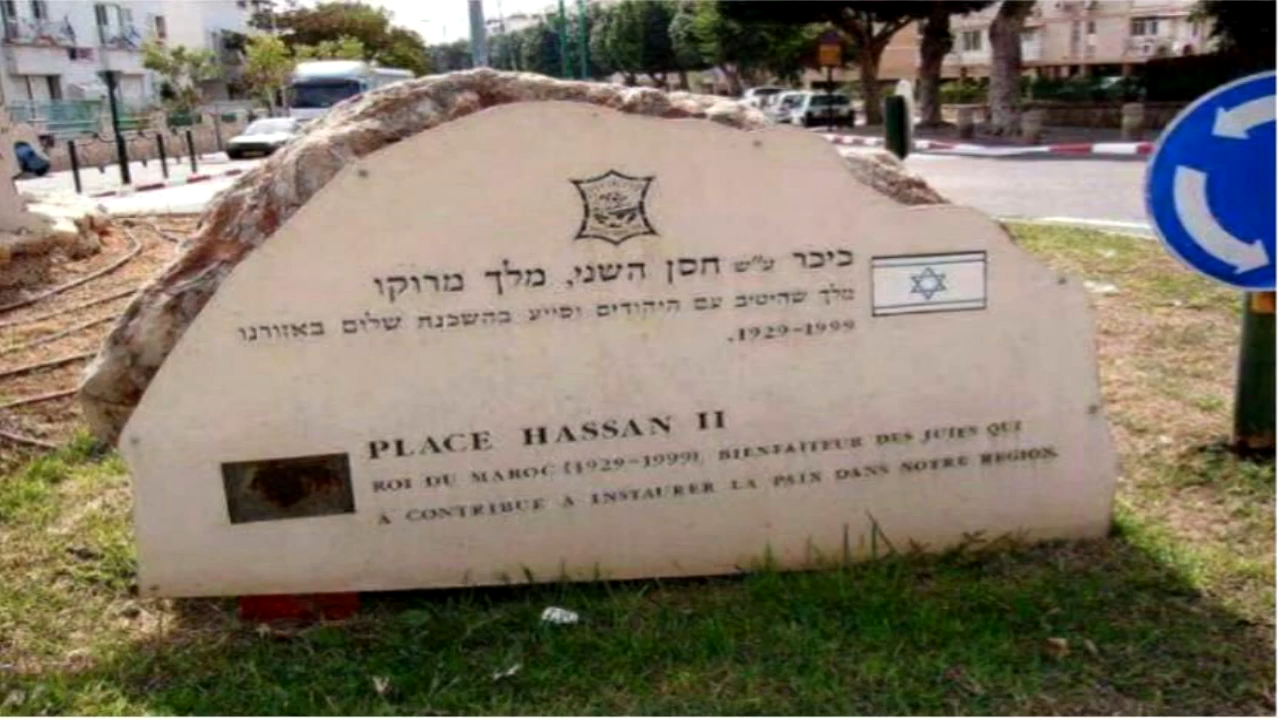 כיכר ע״ש חסן השני, מלך מרוקו
מלך שהיטיב עם היהודים וסייע בהשכנת שלום באזורנו
1929-1999.
PLACE HASSAN II
ROI DU MAROC (1929-1999), BIENFAITEUR DES JUIFS QUI
A CONTRIBUE A INSTAURER LA PAIX DANS NOTRE REGION.